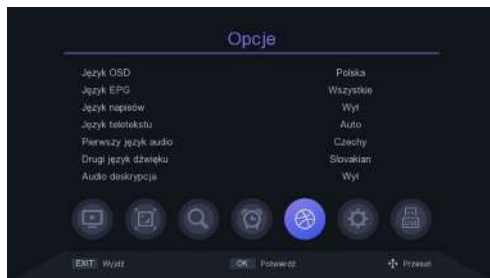 Opcje
Język OSD Polska
Język EPG Wszystkie
Język napisów Wył
Język teletekstu Auto
Pierwszy język audio Czechy
Drugi język dźwięku Slovakian
Audio deskrypcja Wył
USB
EXIT Wyjdź OK Potwierdź Przesuń